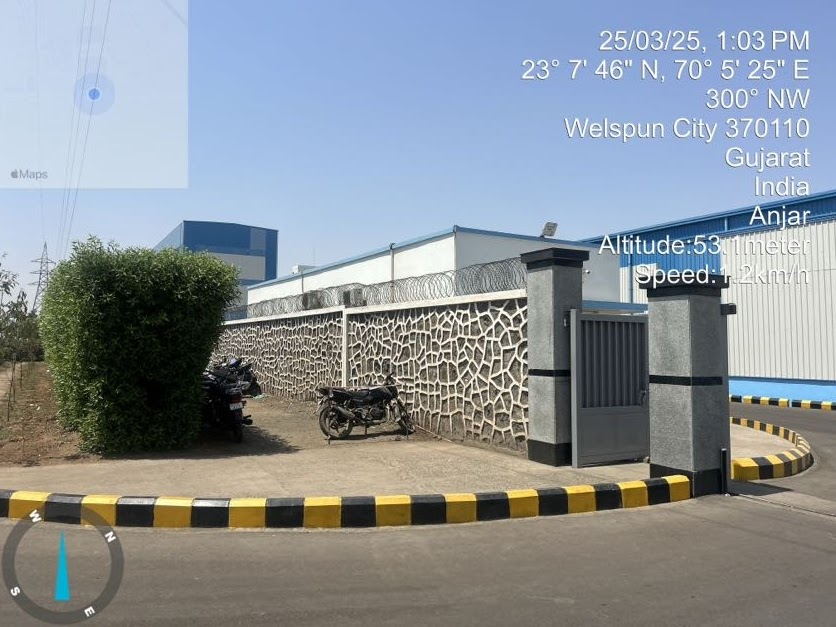 25/03/25, 1:03 PM
23° 7' 46" N, 70° 5' 25" E
300° NW
Welspun City 370110
Gujarat
India
Anjar
Altitude:53.1meter
Speed:1.2km/h
Maps
W
N
S
E